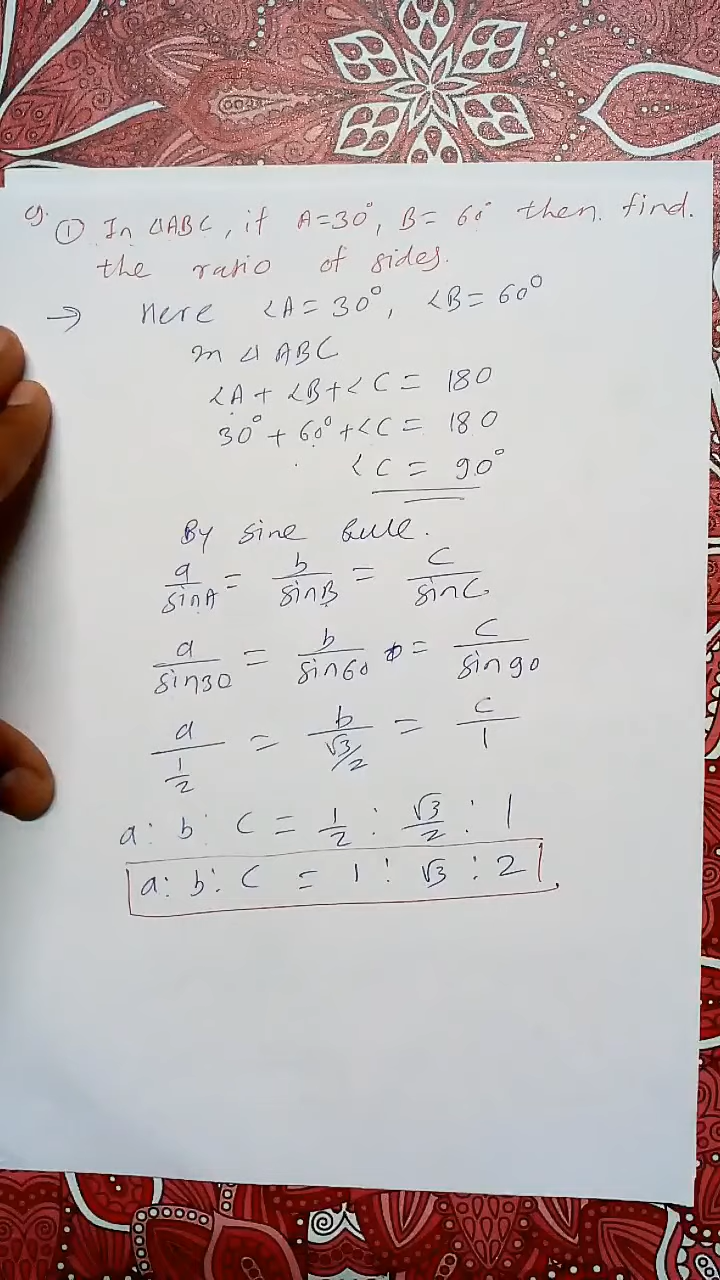 9. ① In △ABC, if A=30°, B= 60° then. find.
the ratio of sides.
→ Here ∠A= 30°, ∠B= 60°
In △ ABC
∠A + ∠B + ∠C = 180
30° + 60° + ∠C = 180
∠C = 90°
By sine Rule.
a/sinA = b/sinB = C/sinC
a/sin30 = b/sin60 = C/sin90
a/(1/2) = b/(√3/2) = C/1
a: b: C = 1/2 : √3/2 : 1
a: b: C = 1 : √3 : 2